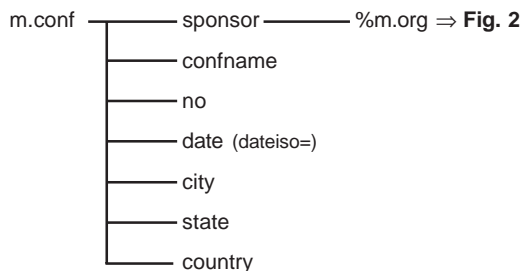 m.conf sponsor %m.org ⇒ Fig. 2
confname
no
date (dateiso=)
city
state
country